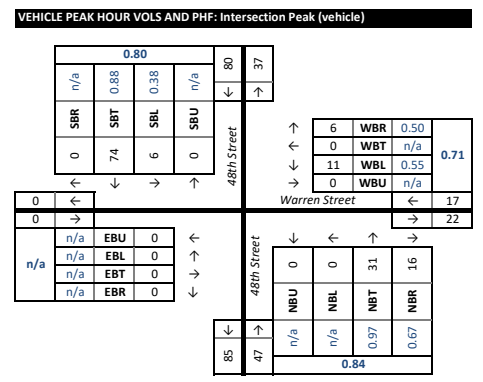 VEHICLE PEAK HOUR VOLS AND PHF: Intersection Peak (vehicle)
0.80
n/a 0.88 0.38 n/a 80 37
↓ ↑
SBR SBT SBL SBU
0 74 6 0
← ↓ → ↑
48th Street
↑ 6 WBR 0.50
← 0 WBT n/a
↓ 11 WBL 0.55
→ 0 WBU n/a
0.71
Warren Street
0 ← ← 17
0 → → 22
n/a
n/a EBU 0 ←
n/a EBL 0 ↑
n/a EBT 0 →
n/a EBR 0 ↓
48th Street
↓ ← ↑ →
0 0 31 16
NBU NBL NBT NBR
↓ ↑
85 47 n/a n/a 0.97 0.67
0.84